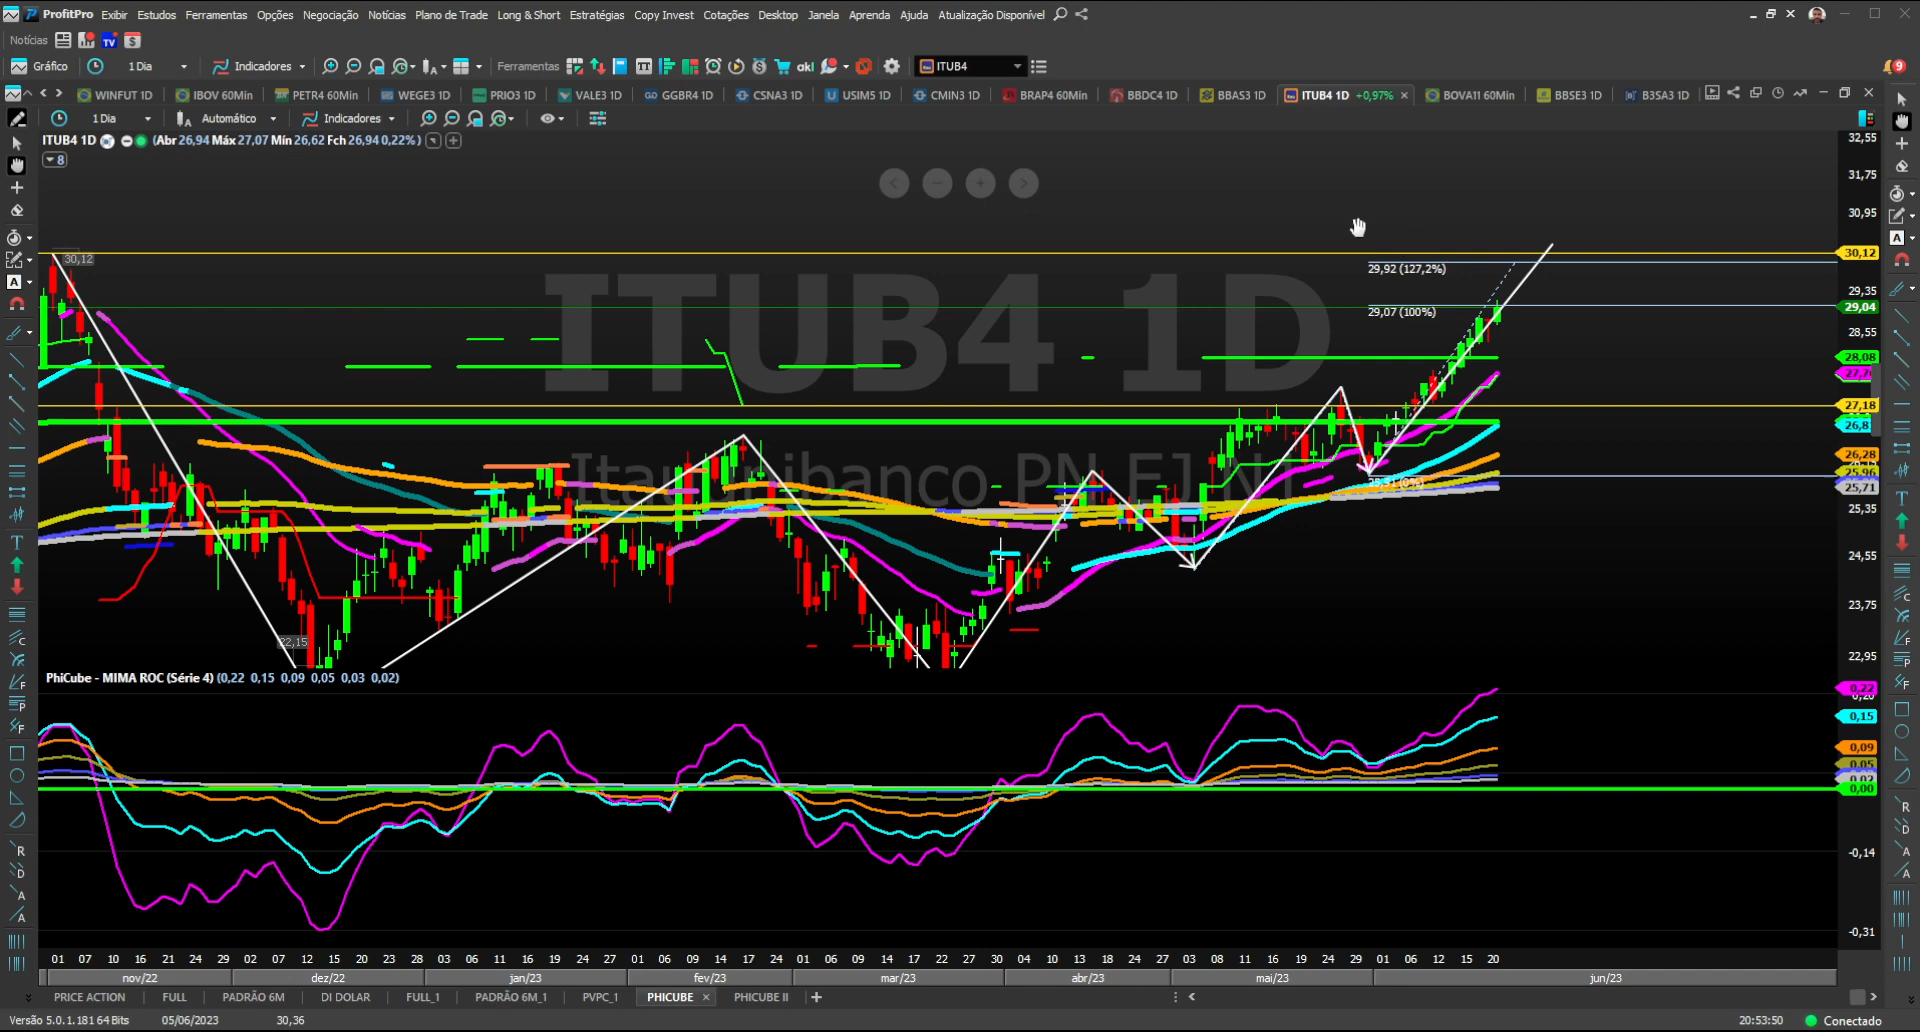 ProfitPro Exibir Estudos Ferramentas Opções Negociação Notícias Plano de Trade Long & Short Estratégias Copy Invest Cotações Desktop Janela Aprenda Ajuda Atualização Disponível
Notícias
Gráfico 1 Dia Indicadores Ferramentas akl ITUB4 9
WINFUT 1D IBOV 60Min PETR4 60Min WEGE3 1D PRIO3 1D VALE3 1D GGBR4 1D CSNA3 1D USIM5 1D CMIN3 1D BRAP4 60Min BBDC4 1D BBAS3 1D ITUB4 1D +0,97% BOVA11 60Min BBSE3 1D B3SA3 1D
1 Dia Automático Indicadores
ITUB4 1D (Abr 26,94 Máx 27,07 Mín 26,62 Fch 26,94 0,22%)
8
ITUB4 1D
30,12
29,92 (127,2%)
29,07 (100%)
22,15
32,55
31,75
30,95
30,12
29,35
29,04
28,55
28,08
27,18
26,28
25,96
25,71
25,35
24,55
23,75
22,95
PhiCube - MIMA ROC (Série 4) (0,22 0,15 0,09 0,05 0,03 0,02)
0,22
0,15
0,09
0,05
0,02
0,00
-0,14
-0,31
01 07 10 16 21 24 29 02 07 12 15 20 23 28 03 06 11 16 19 24 27 01 06 09 14 17 24 01 06 09 14 17 22 27 30 04 10 13 18 24 27 03 08 11 16 19 24 29 01 06 12 15 20
nov/22 dez/22 jan/23 fev/23 mar/23 abr/23 mai/23 jun/23
PRICE ACTION FULL PADRÃO 6M DI DOLAR FULL_1 PADRÃO 6M_1 PVPC_1 PHICUBE PHICUBE II
Versão 5.0.1.181 64 Bits 05/06/2023 30,36 20:53:50 Conectado